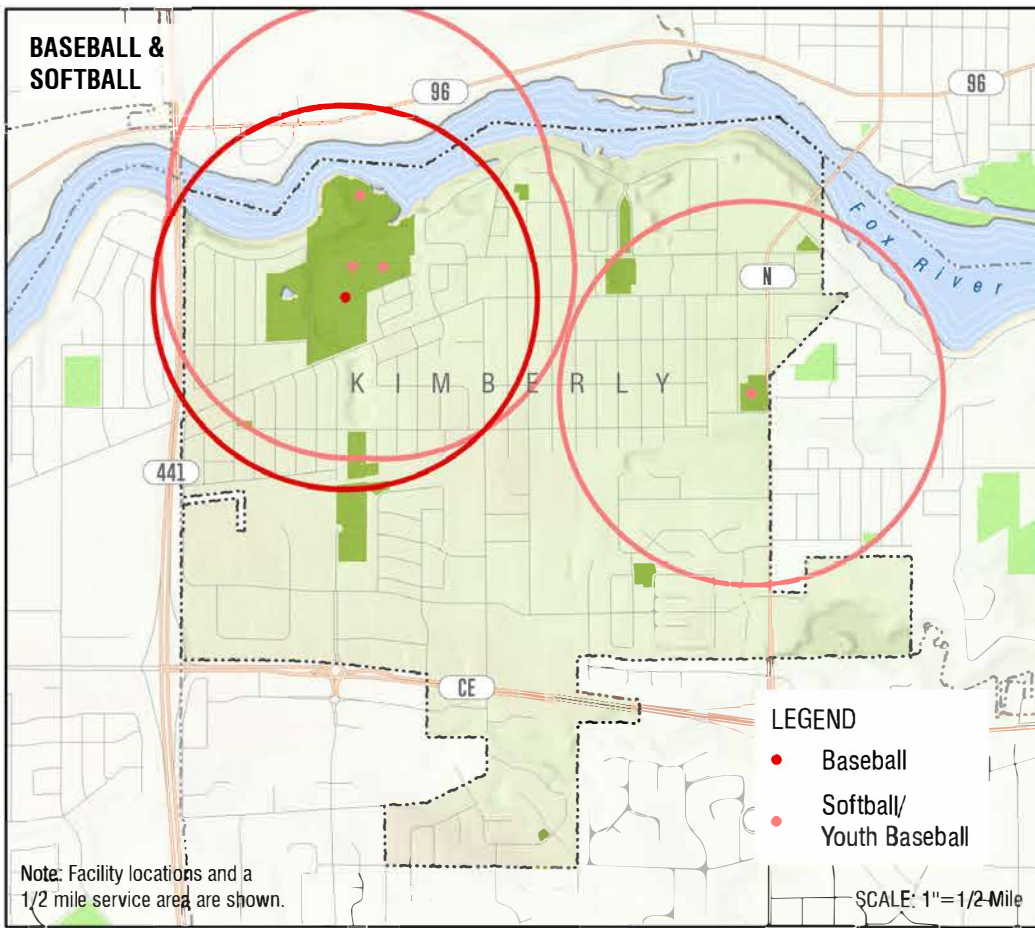 BASEBALL &
SOFTBALL
96
96
Fox River
N
KIMBERLY
441
CE
LEGEND
Baseball
Softball/
Youth Baseball
Note: Facility locations and a
1/2 mile service area are shown.
SCALE: 1"=1/2 Mile